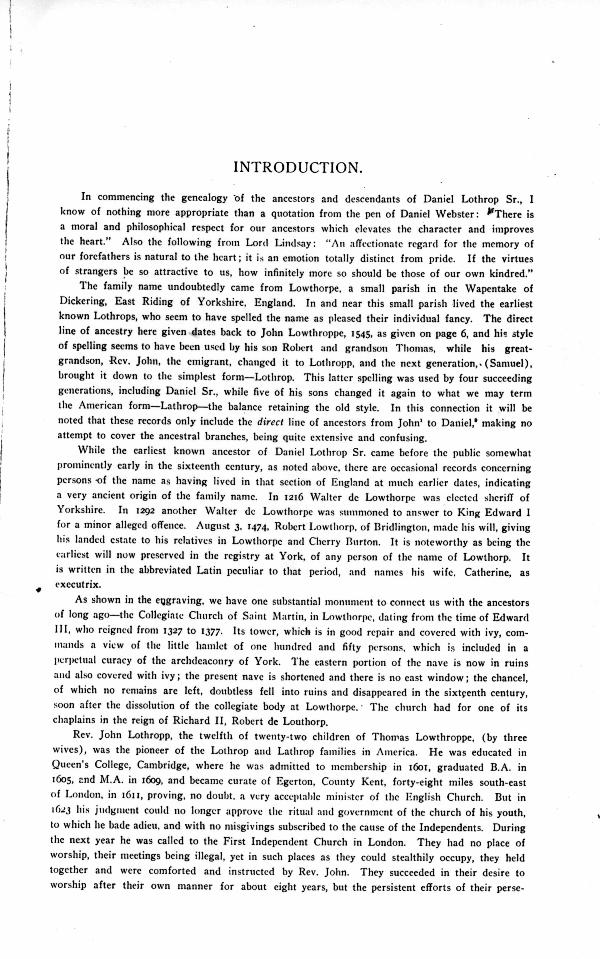 INTRODUCTION.
In commencing the genealogy of the ancestors and descendants of Daniel Lothrop Sr., I
know of nothing more appropriate than a quotation from the pen of Daniel Webster: "There is
a moral and philosophical respect for our ancestors which elevates the character and improves
the heart." Also the following from Lord Lindsay: "An affectionate regard for the memory of
our forefathers is natural to the heart; it is an emotion totally distinct from pride. If the virtues
of strangers be so attractive to us, how infinitely more so should be those of our own kindred."
The family name undoubtedly came from Lowthorpe, a small parish in the Wapentake of
Dickering, East Riding of Yorkshire, England. In and near this small parish lived the earliest
known Lothrops, who seem to have spelled the name as pleased their individual fancy. The direct
line of ancestry here given dates back to John Lowthroppe, 1545, as given on page 6, and his style
of spelling seems to have been used by his son Robert and grandson Thomas, while his great-
grandson, Rev. John, the emigrant, changed it to Lothropp, and the next generation, (Samuel),
brought it down to the simplest form—Lothrop. This latter spelling was used by four succeeding
generations, including Daniel Sr., while five of his sons changed it again to what we may term
the American form—Lathrop—the balance retaining the old style. In this connection it will be
noted that these records only include the direct line of ancestors from John¹ to Daniel,⁸ making no
attempt to cover the ancestral branches, being quite extensive and confusing.
While the earliest known ancestor of Daniel Lothrop Sr. came before the public somewhat
prominently early in the sixteenth century, as noted above, there are occasional records concerning
persons of the name as having lived in that section of England at much earlier dates, indicating
a very ancient origin of the family name. In 1216 Walter de Lowthorpe was elected sheriff of
Yorkshire. In 1292 another Walter de Lowthorpe was summoned to answer to King Edward I
for a minor alleged offence. August 3, 1474, Robert Lowthorp, of Bridlington, made his will, giving
his landed estate to his relatives in Lowthorpe and Cherry Burton. It is noteworthy as being the
earliest will now preserved in the registry at York, of any person of the name of Lowthorp. It
is written in the abbreviated Latin peculiar to that period, and names his wife, Catherine, as
executrix.
As shown in the engraving, we have one substantial monument to connect us with the ancestors
of long ago—the Collegiate Church of Saint Martin, in Lowthorpe, dating from the time of Edward
III, who reigned from 1327 to 1377. Its tower, which is in good repair and covered with ivy, com-
mands a view of the little hamlet of one hundred and fifty persons, which is included in a
perpetual curacy of the archdeaconry of York. The eastern portion of the nave is now in ruins
and also covered with ivy; the present nave is shortened and there is no east window; the chancel,
of which no remains are left, doubtless fell into ruins and disappeared in the sixteenth century,
soon after the dissolution of the collegiate body at Lowthorpe. The church had for one of its
chaplains in the reign of Richard II, Robert de Louthorp.
Rev. John Lothropp, the twelfth of twenty-two children of Thomas Lowthroppe, (by three
wives), was the pioneer of the Lothrop and Lathrop families in America. He was educated in
Queen's College, Cambridge, where he was admitted to membership in 1601, graduated B.A. in
1605, and M.A. in 1609, and became curate of Egerton, County Kent, forty-eight miles south-east
of London, in 1611, proving, no doubt, a very acceptable minister of the English Church. But in
1623 his judgment could no longer approve the ritual and government of the church of his youth,
to which he bade adieu, and with no misgivings subscribed to the cause of the Independents. During
the next year he was called to the First Independent Church in London. They had no place of
worship, their meetings being illegal, yet in such places as they could stealthily occupy, they held
together and were comforted and instructed by Rev. John. They succeeded in their desire to
worship after their own manner for about eight years, but the persistent efforts of their perse-